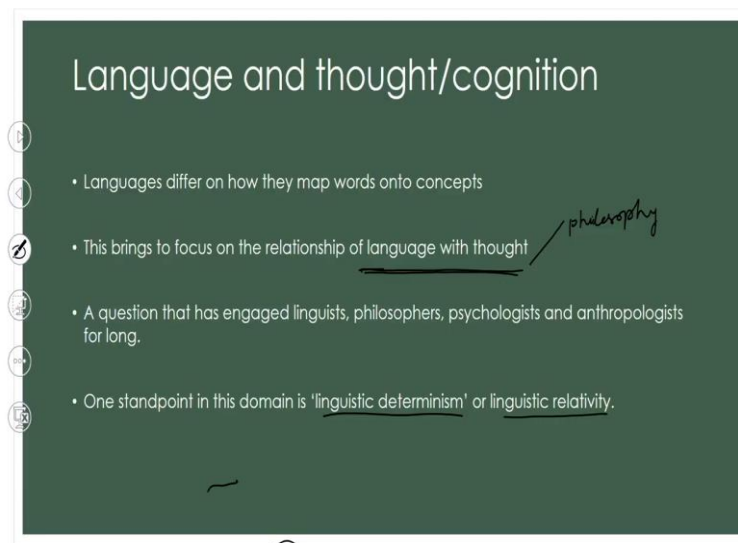 Language and thought/cognition
• Languages differ on how they map words onto concepts
philosophy
• This brings to focus on the relationship of language with thought
• A question that has engaged linguists, philosophers, psychologists and anthropologists
for long.
• One standpoint in this domain is 'linguistic determinism' or linguistic relativity.